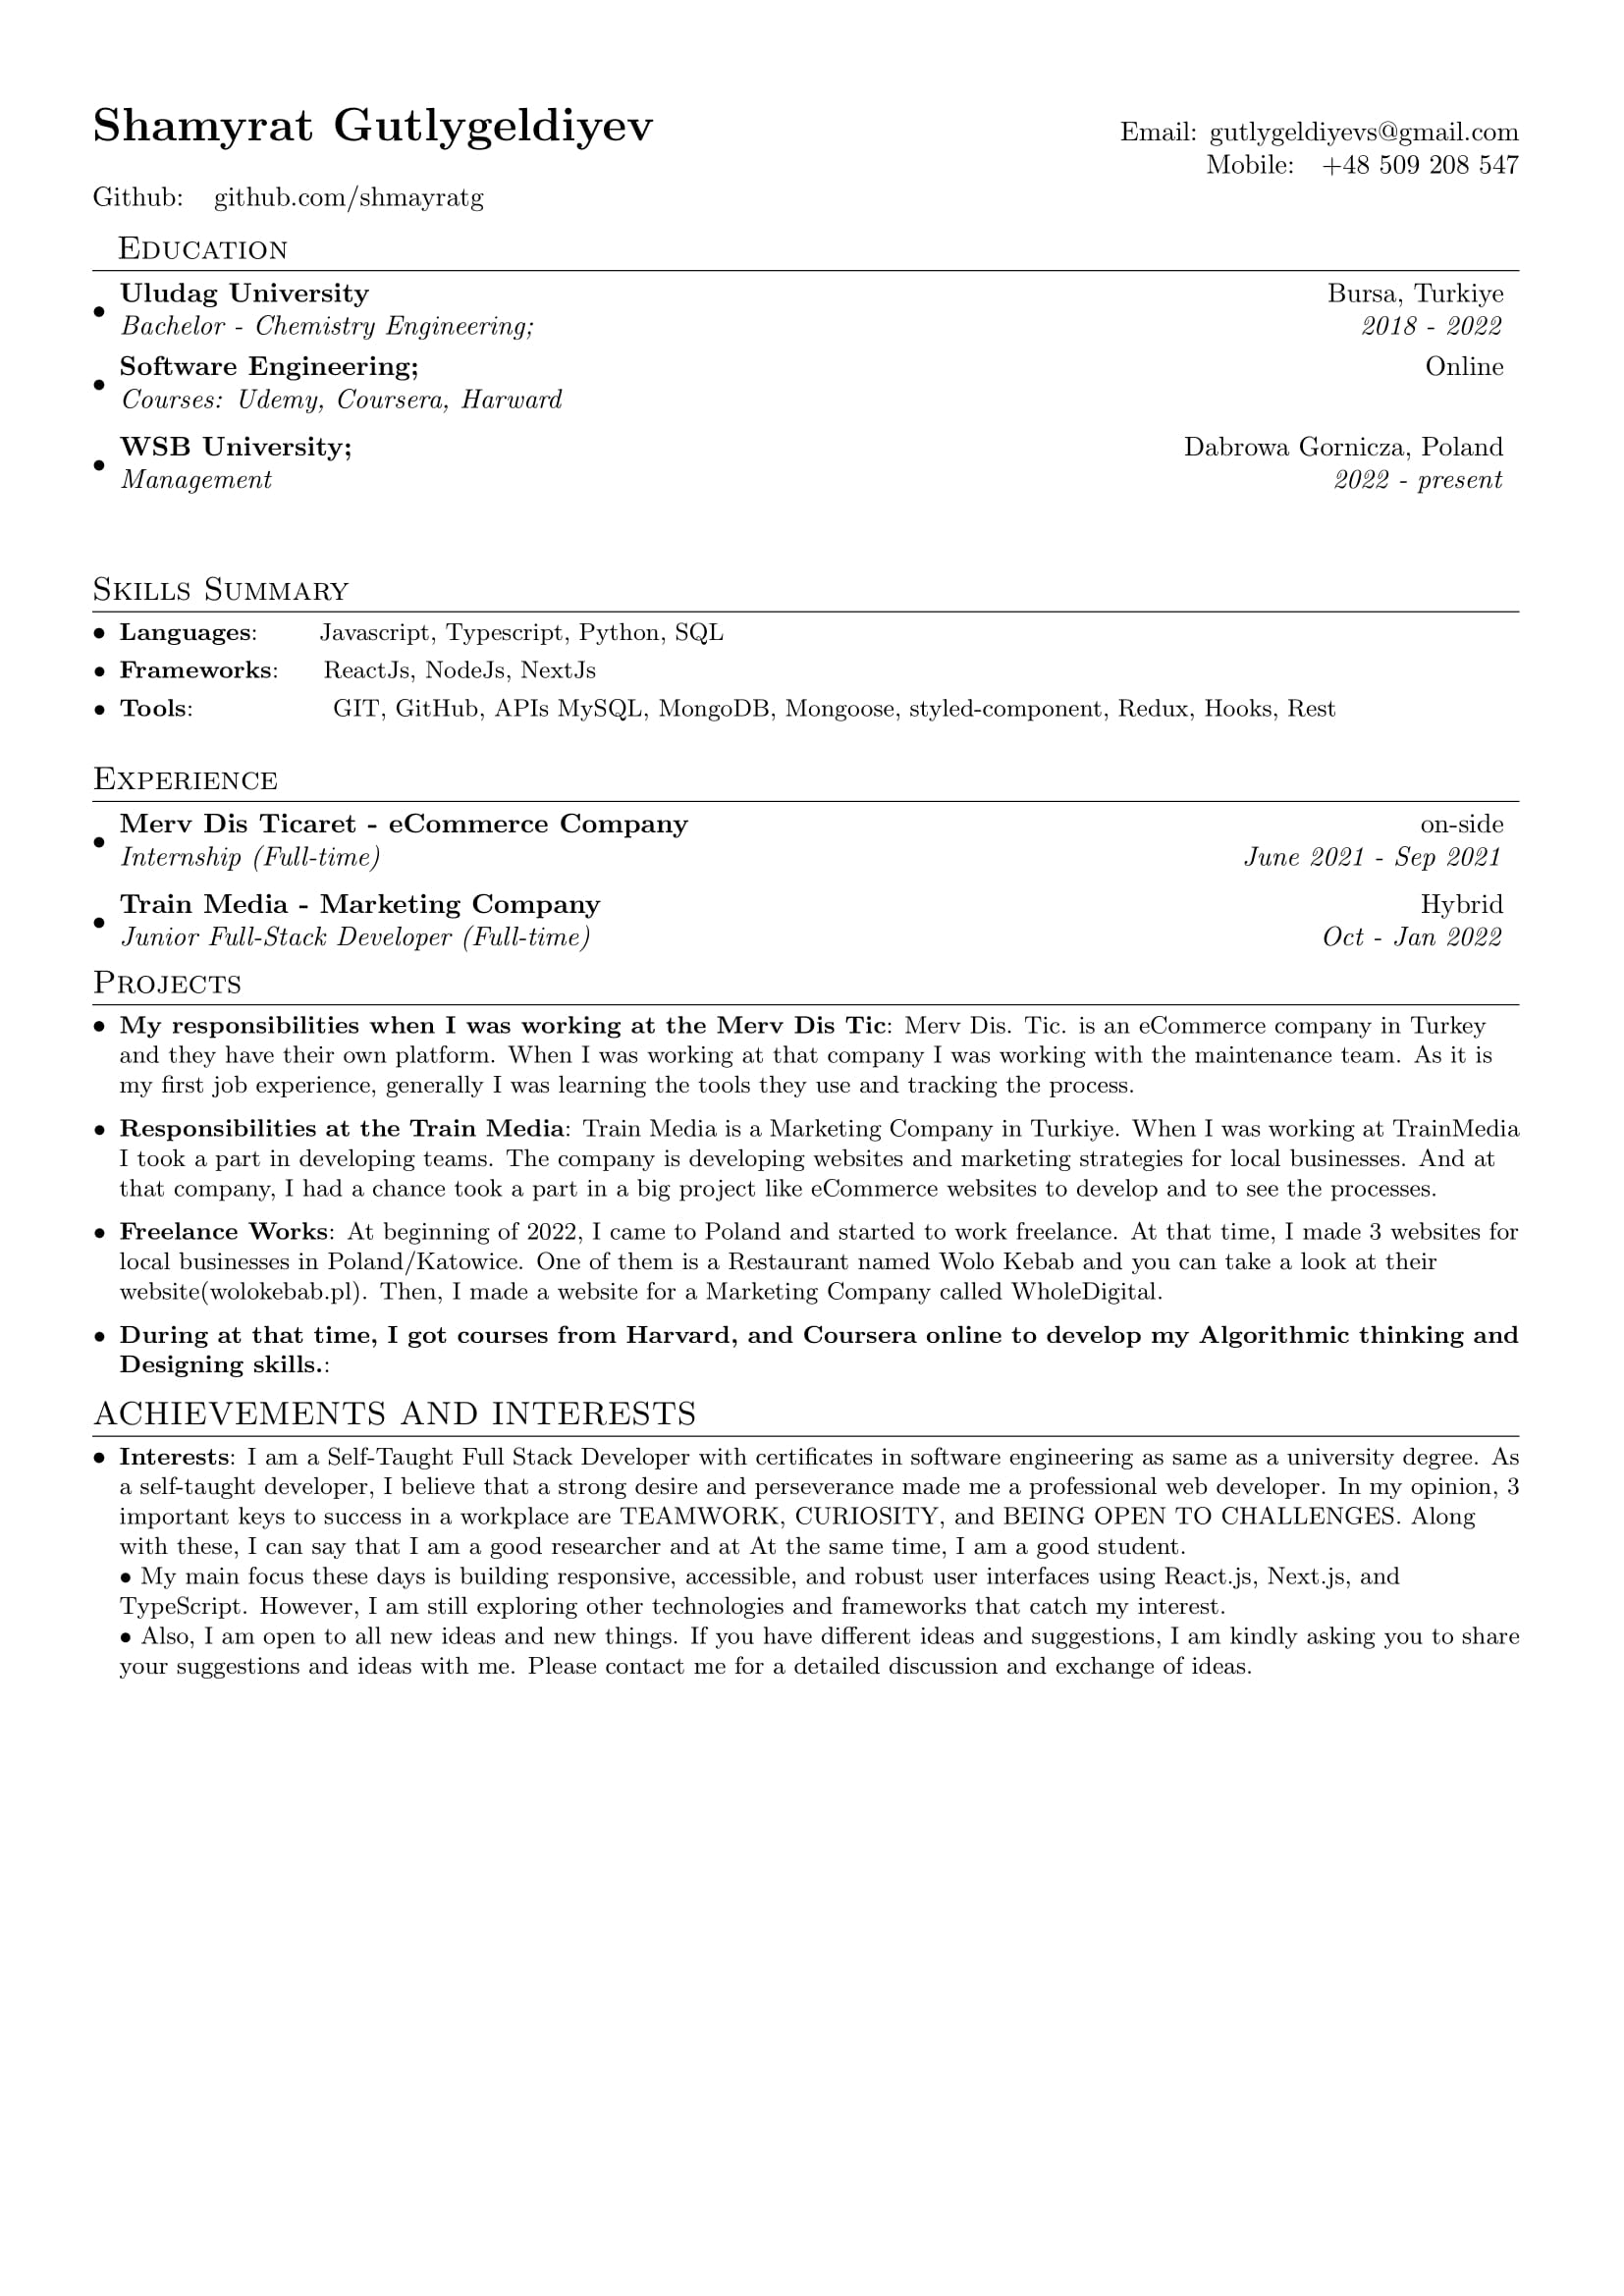 Shamyrat Gutlygeldiyev
Email: gutlygeldiyevs@gmail.com
Mobile: +48 509 208 547
Github: github.com/shmayratg
Education
• Uludag University Bursa, Turkiye
Bachelor - Chemistry Engineering; 2018 - 2022
• Software Engineering; Online
Courses: Udemy, Coursera, Harward
• WSB University; Dabrowa Gornicza, Poland
Management 2022 - present
Skills Summary
• Languages: Javascript, Typescript, Python, SQL
• Frameworks: ReactJs, NodeJs, NextJs
• Tools: GIT, GitHub, APIs MySQL, MongoDB, Mongoose, styled-component, Redux, Hooks, Rest
Experience
• Merv Dis Ticaret - eCommerce Company on-side
Internship (Full-time) June 2021 - Sep 2021
• Train Media - Marketing Company Hybrid
Junior Full-Stack Developer (Full-time) Oct - Jan 2022
Projects
• My responsibilities when I was working at the Merv Dis Tic: Merv Dis. Tic. is an eCommerce company in Turkey
and they have their own platform. When I was working at that company I was working with the maintenance team. As it is
my first job experience, generally I was learning the tools they use and tracking the process.
• Responsibilities at the Train Media: Train Media is a Marketing Company in Turkiye. When I was working at TrainMedia
I took a part in developing teams. The company is developing websites and marketing strategies for local businesses. And at
that company, I had a chance took a part in a big project like eCommerce websites to develop and to see the processes.
• Freelance Works: At beginning of 2022, I came to Poland and started to work freelance. At that time, I made 3 websites for
local businesses in Poland/Katowice. One of them is a Restaurant named Wolo Kebab and you can take a look at their
website(wolokebab.pl). Then, I made a website for a Marketing Company called WholeDigital.
• During at that time, I got courses from Harvard, and Coursera online to develop my Algorithmic thinking and
Designing skills.:
ACHIEVEMENTS AND INTERESTS
• Interests: I am a Self-Taught Full Stack Developer with certificates in software engineering as same as a university degree. As
a self-taught developer, I believe that a strong desire and perseverance made me a professional web developer. In my opinion, 3
important keys to success in a workplace are TEAMWORK, CURIOSITY, and BEING OPEN TO CHALLENGES. Along
with these, I can say that I am a good researcher and at At the same time, I am a good student.
• My main focus these days is building responsive, accessible, and robust user interfaces using React.js, Next.js, and
TypeScript. However, I am still exploring other technologies and frameworks that catch my interest.
• Also, I am open to all new ideas and new things. If you have different ideas and suggestions, I am kindly asking you to share
your suggestions and ideas with me. Please contact me for a detailed discussion and exchange of ideas.